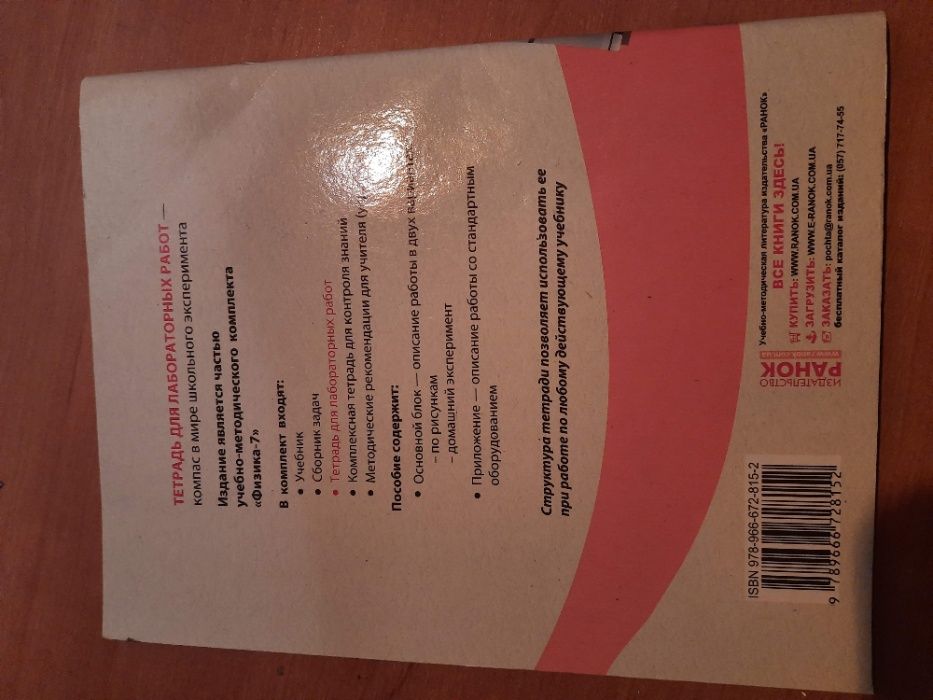 ТЕТРАДЬ ДЛЯ ЛАБОРАТОРНЫХ РАБОТ —
компас в мире школьного эксперимента
Издание является частью
учебно-методического комплекта
«Физика-7»
В комплект входят:
• Учебник
• Сборник задач
• Тетрадь для лабораторных работ
• Комплексная тетрадь для контроля знаний
• Методические рекомендации для учителя
Пособие содержит:
• Основной блок — описание работы в двух
– по рисункам
– домашний эксперимент
• Приложение — описание работы со стандартным
оборудованием
Структура тетради позволяет использовать ее
при работе по любому действующему учебнику
ISBN 978-966-672-815-2
9 789666 728152
ИЗДАТЕЛЬСТВО
РАНОК
www.ranok.com.ua
Учебно-методическая литература издательства «РАНОК»
ВСЕ КНИГИ ЗДЕСЬ!
КУПИТЬ: WWW.RANOK.COM.UA
ЗАГРУЗИТЬ: WWW.E-RANOK.COM.UA
ЗАКАЗАТЬ: pochta@ranok.com.ua
бесплатный каталог изданий: (057) 717-74-55